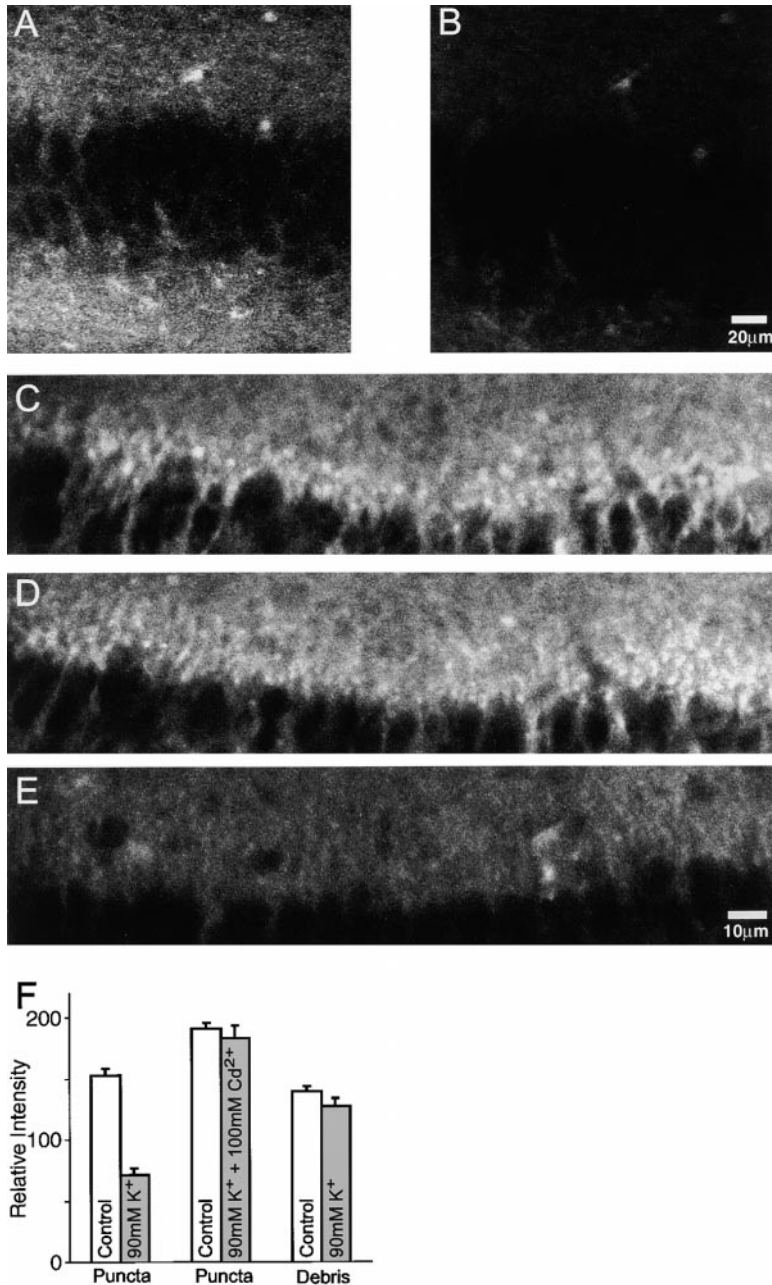 A
B
20μm
C
D
E
10μm
F
200
100
0
Relative Intensity
Control
90mM K⁺
Control
90mM K⁺ + 100mM Cd²⁺
Control
90mM K⁺
Puncta
Puncta
Debris